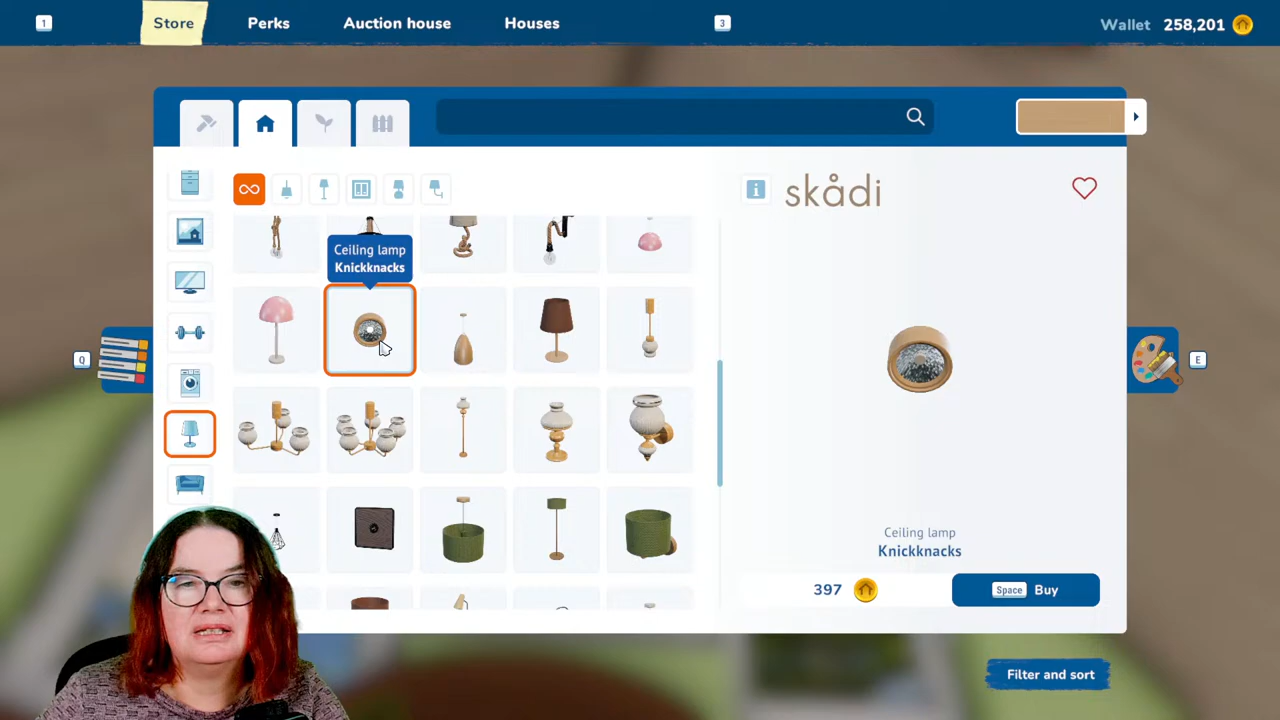 1
Store
Perks
Auction house
Houses
3
Wallet 258,201
i
skådi
Ceiling lamp
Knickknacks
Q
E
Ceiling lamp
Knickknacks
397
Space Buy
Filter and sort